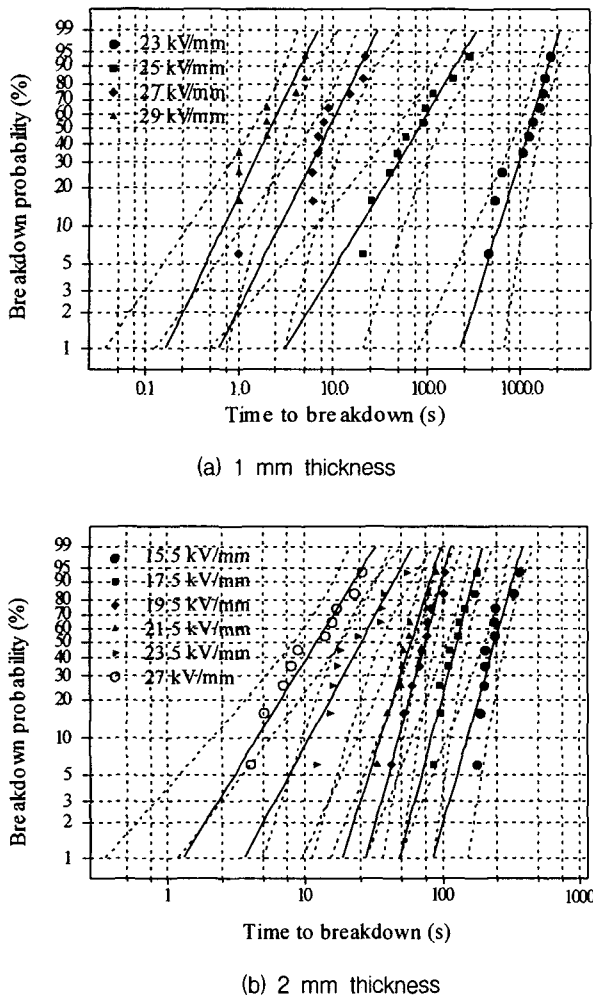 99
95
90
80
70
60
50
40
30
20
10
5
3
2
1
Breakdown probability (%)
23 kV/mm
25 kV/mm
27 kV/mm
29 kV/mm
0.1 1.0 10.0 100.0 1000.0
Time to breakdown (s)
(a) 1 mm thickness
99
95
90
80
70
60
50
40
30
20
10
5
3
2
1
Breakdown probability (%)
15.5 kV/mm
17.5 kV/mm
19.5 kV/mm
21.5 kV/mm
23.5 kV/mm
27 kV/mm
1 10 100 1000
Time to breakdown (s)
(b) 2 mm thickness